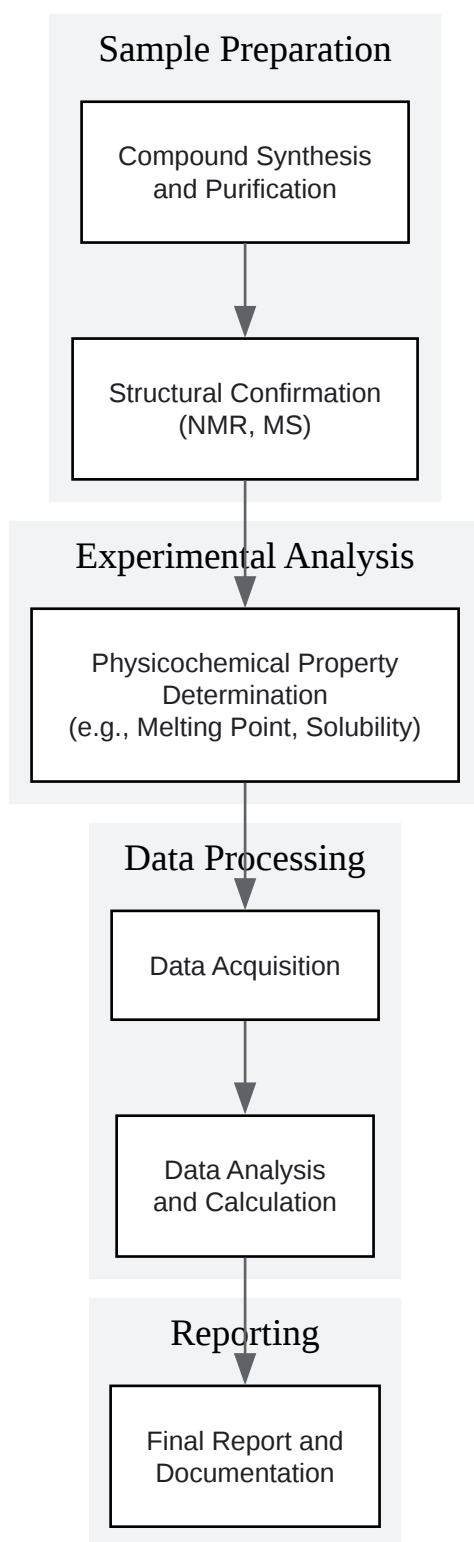 Sample Preparation
Compound Synthesis
and Purification
Structural Confirmation
(NMR, MS)
Experimental Analysis
Physicochemical Property
Determination
(e.g., Melting Point, Solubility)
Data Processing
Data Acquisition
Data Analysis
and Calculation
Reporting
Final Report and
Documentation